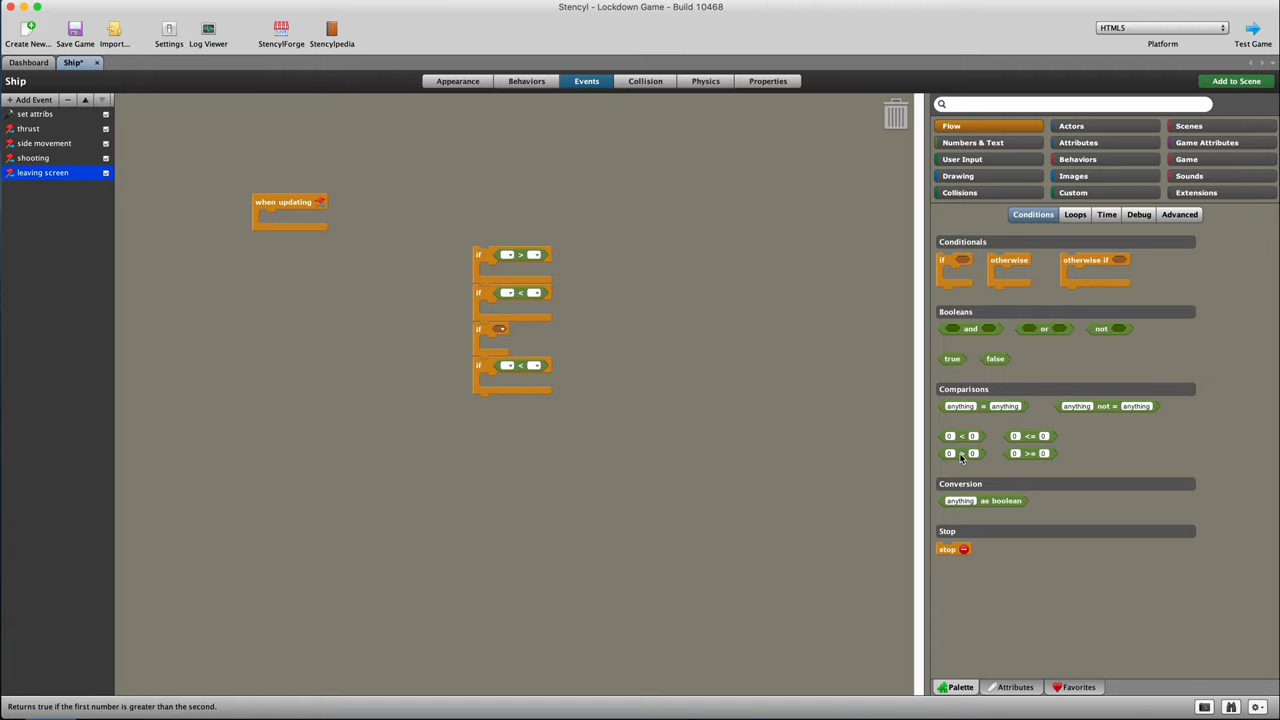 Stencyl - Lockdown Game - Build 10468
Create New... Save Game Import... Settings Log Viewer StencylForge Stencylpedia
HTML5
Platform
Test Game
Dashboard Ship* ×
Ship
Appearance Behaviors Events Collision Physics Properties
Add to Scene
+ Add Event
set attribs
thrust
side movement
shooting
leaving screen
when updating
if >
if <
if
if <
Flow Actors Scenes
Numbers & Text Attributes Game Attributes
User Input Behaviors Game
Drawing Images Sounds
Collisions Custom Extensions
Conditions Loops Time Debug Advanced
Conditionals
if otherwise otherwise if
Booleans
and or not
true false
Comparisons
anything = anything anything not = anything
0 < 0 0 <= 0
0 > 0 0 >= 0
Conversion
anything as boolean
Stop
stop
Palette Attributes Favorites
Returns true if the first number is greater than the second.